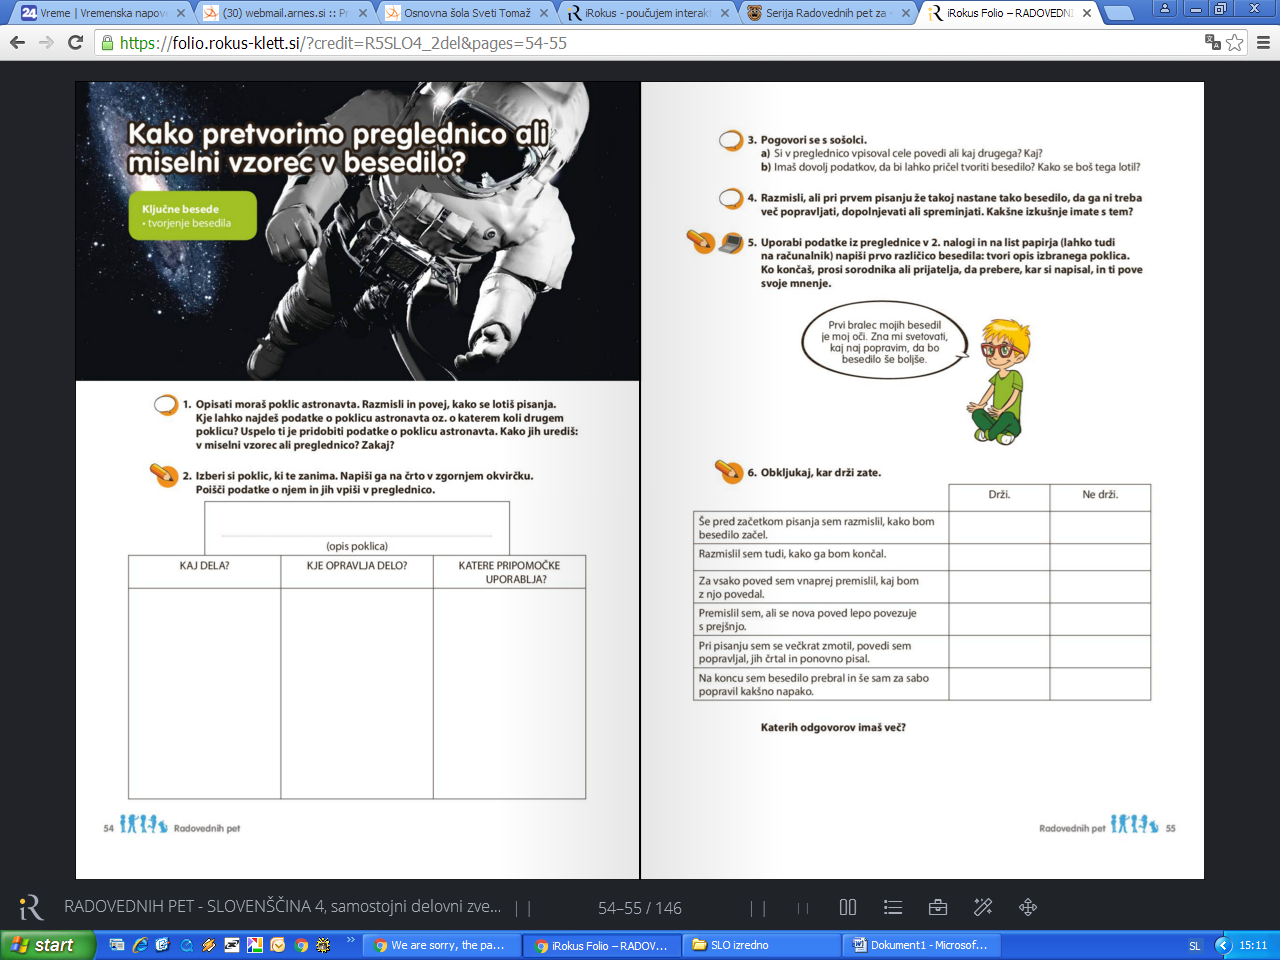 Vreme | Vremenska napov
(30) webmail.arnes.si :: Pr
Osnovna šola Sveti Tomaž
iRokus - poučujem interakt
Serija Radovednih pet za
iRokus Folio – RADOVEDNI
https://folio.rokus-klett.si/?credit=R5SLO4_2del&pages=54-55
Kako pretvorimo preglednico ali
miselni vzorec v besedilo?
Ključne besede
• tvorjenje besedila
1. Opisati moraš poklic astronavta. Razmisli in povej, kako se lotiš pisanja.
Kje lahko najdeš podatke o poklicu astronavta oz. o katerem koli drugem
poklicu? Uspelo ti je pridobiti podatke o poklicu astronavta. Kako jih urediš:
v miselni vzorec ali preglednico? Zakaj?
2. Izberi si poklic, ki te zanima. Napiši ga na črto v zgornjem okvirčku.
Poišči podatke o njem in jih vpiši v preglednico.
(opis poklica)
KAJ DELA?
KJE OPRAVLJA DELO?
KATERE PRIPOMOČKE
UPORABLJA?
54 Radovednih pet
3. Pogovori se s sošolci.
a) Si v preglednico vpisoval cele povedi ali kaj drugega? Kaj?
b) Imaš dovolj podatkov, da bi lahko pričel tvoriti besedilo? Kako se boš tega lotil?
4. Razmisli, ali pri prvem pisanju že takoj nastane tako besedilo, da ga ni treba
več popravljati, dopolnjevati ali spreminjati. Kakšne izkušnje imate s tem?
5. Uporabi podatke iz preglednice v 2. nalogi in na list papirja (lahko tudi
na računalnik) napiši prvo različico besedila: tvori opis izbranega poklica.
Ko končaš, prosi sorodnika ali prijatelja, da prebere, kar si napisal, in ti pove
svoje mnenje.
Prvi bralec mojih besedil
je moj oči. Zna mi svetovati,
kaj naj popravim, da bo
besedilo še boljše.
6. Obkljukaj, kar drži zate.
Drži.
Ne drži.
Še pred začetkom pisanja sem razmislil, kako bom
besedilo začel.
Razmislil sem tudi, kako ga bom končal.
Za vsako poved sem vnaprej premislil, kaj bom
z njo povedal.
Premislil sem, ali se nova poved lepo povezuje
s prejšnjo.
Pri pisanju sem se večkrat zmotil, povedi sem
popravljal, jih črtal in ponovno pisal.
Na koncu sem besedilo prebral in še sam za sabo
popravil kakšno napako.
Katerih odgovorov imaš več?
Radovednih pet 55
iR
RADOVEDNIH PET - SLOVENŠČINA 4, samostojni delovni zve...
54–55 / 146
start
We are sorry, the pa...
iRokus Folio – RADOV...
SLO izredno
Dokument1 - Microsof...
SL
15:11